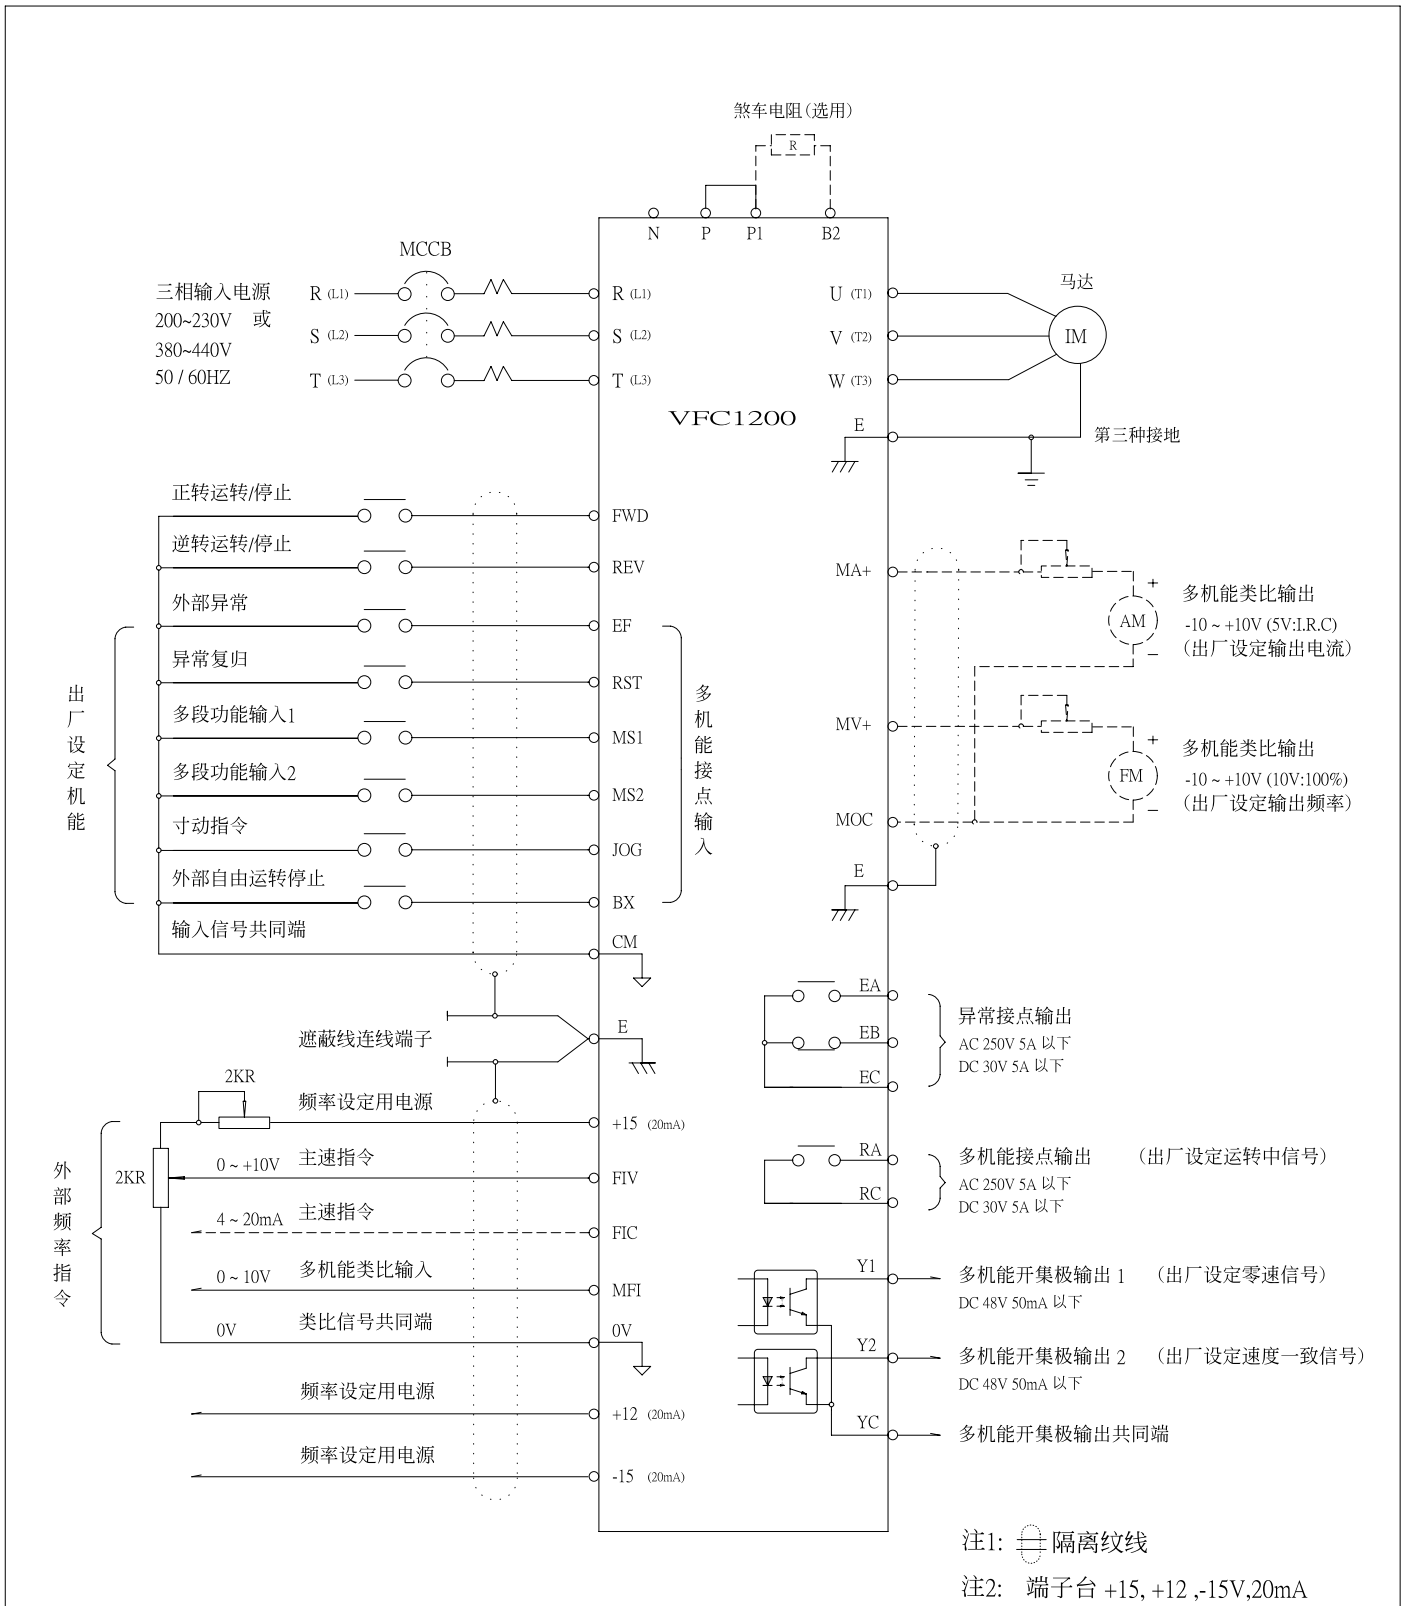 煞车电阻(选用)
R
N P P1 B2
MCCB
三相输入电源
200~230V 或
380~440V
50 / 60HZ
R (L1)
S (L2)
T (L3)
R (L1)
S (L2)
T (L3)
U (T1)
V (T2)
W (T3)
马达
IM
VFC1200
E
第三种接地
正转运转/停止
FWD
逆转运转/停止
REV
外部异常
EF
异常复归
RST
多段功能输入1
MS1
多段功能输入2
MS2
寸动指令
JOG
外部自由运转停止
BX
输入信号共同端
CM
出厂设定机能
多机能接点输入
MA+
AM
+
−
多机能类比输出
-10 ~ +10V (5V:I.R.C)
(出厂设定输出电流)
MV+
FM
+
−
多机能类比输出
-10 ~ +10V (10V:100%)
(出厂设定输出频率)
MOC
E
遮蔽线连线端子
E
EA
EB
EC
异常接点输出
AC 250V 5A 以下
DC 30V 5A 以下
2KR
频率设定用电源
+15 (20mA)
2KR
0 ~ +10V 主速指令
FIV
4 ~ 20mA 主速指令
FIC
0 ~ 10V 多机能类比输入
MFI
0V 类比信号共同端
0V
外部频率指令
频率设定用电源
+12 (20mA)
频率设定用电源
-15 (20mA)
RA
RC
多机能接点输出 (出厂设定运转中信号)
AC 250V 5A 以下
DC 30V 5A 以下
Y1
多机能开集极输出 1 (出厂设定零速信号)
DC 48V 50mA 以下
Y2
多机能开集极输出 2 (出厂设定速度一致信号)
DC 48V 50mA 以下
YC
多机能开集极输出共同端
注1: 隔离纹线
注2: 端子台 +15, +12 ,-15V,20mA